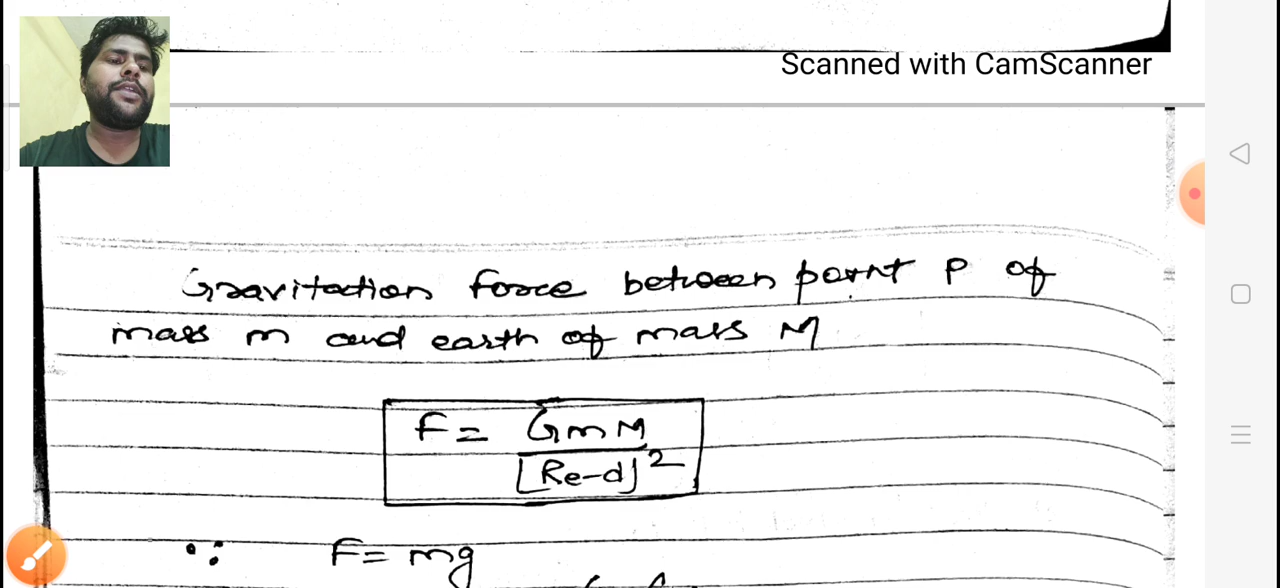 Scanned with CamScanner
Gravitation force between point P of
mass m and earth of mass M
F = GmM
[Re-d]²
∵ F = mg